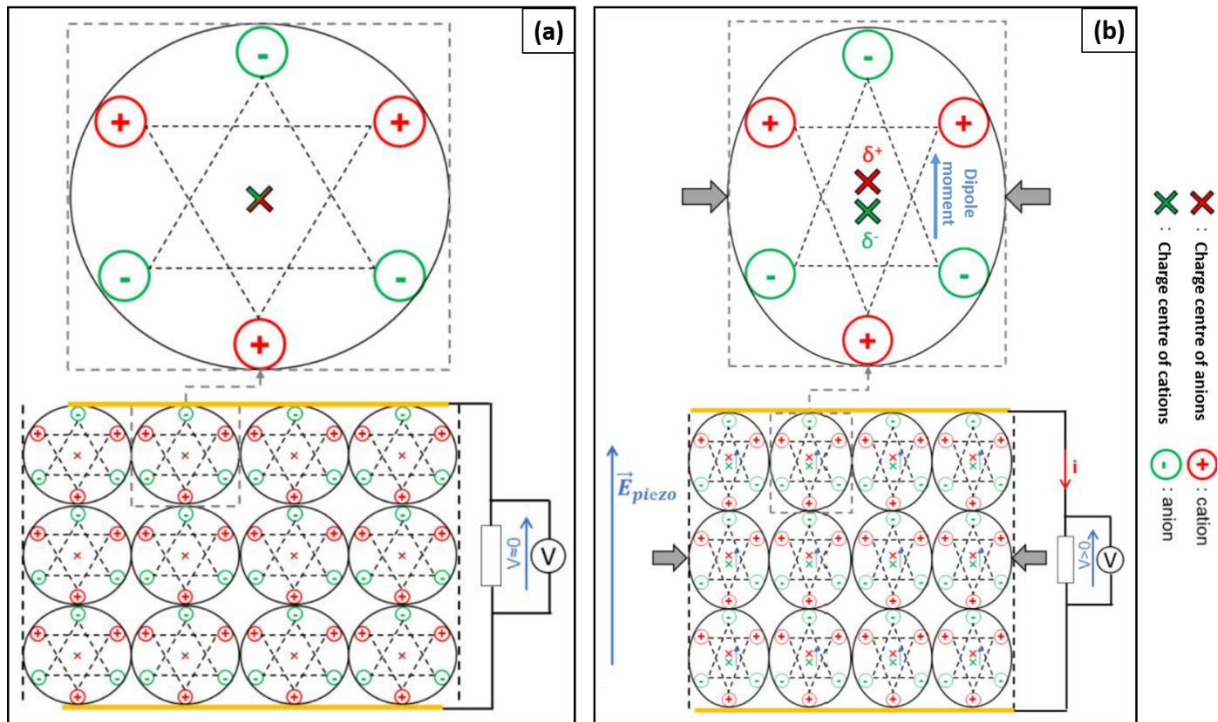 (a)
-
+
+
-
-
+
V≈0
V
(b)
-
+
+
δ+
δ-
Dipole
moment
-
-
+
E piezo
i
V>0
V
: Charge centre of cations
: Charge centre of anions
- : anion
+ : cation